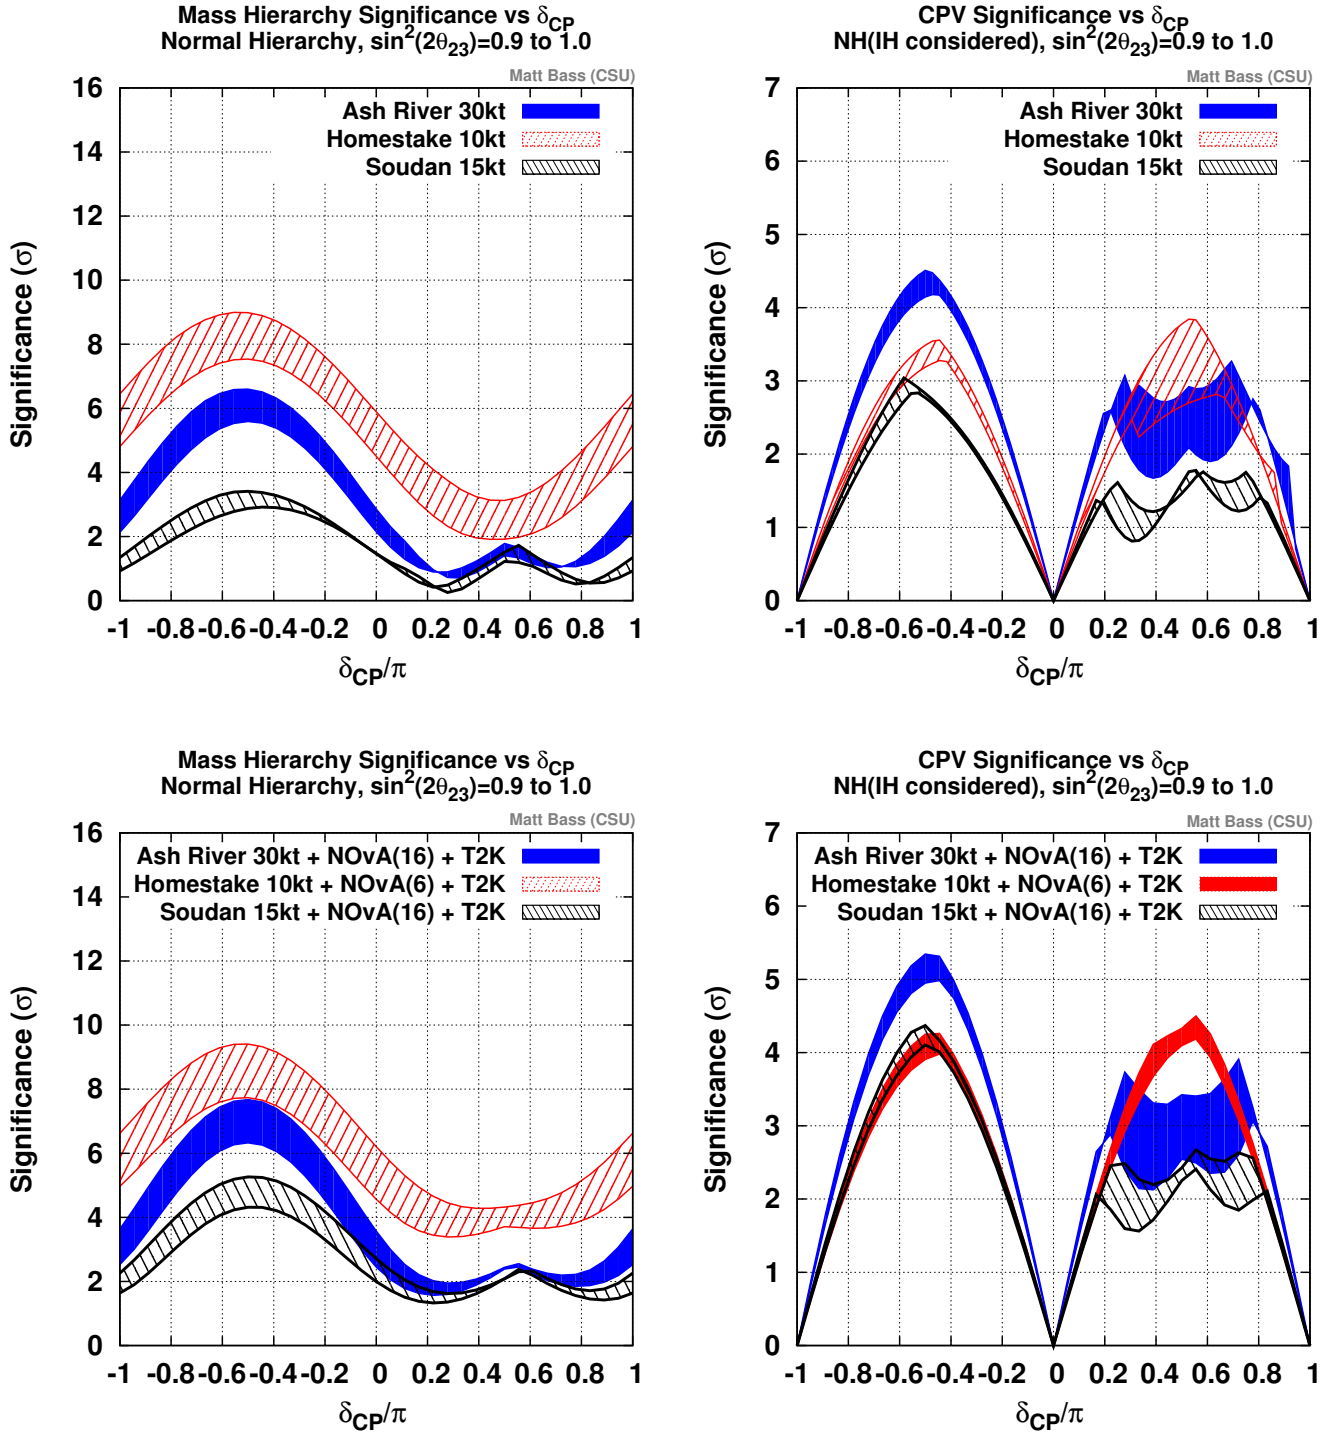 Mass Hierarchy Significance vs δCP
Normal Hierarchy, sin²(2θ23)=0.9 to 1.0
Matt Bass (CSU)
Ash River 30kt
Homestake 10kt
Soudan 15kt
Significance (σ)
16
14
12
10
8
6
4
2
0
-1 -0.8 -0.6 -0.4 -0.2 0 0.2 0.4 0.6 0.8 1
δCP/π
CPV Significance vs δCP
NH(IH considered), sin²(2θ23)=0.9 to 1.0
Matt Bass (CSU)
Ash River 30kt
Homestake 10kt
Soudan 15kt
Significance (σ)
7
6
5
4
3
2
1
0
-1 -0.8 -0.6 -0.4 -0.2 0 0.2 0.4 0.6 0.8 1
δCP/π
Mass Hierarchy Significance vs δCP
Normal Hierarchy, sin²(2θ23)=0.9 to 1.0
Matt Bass (CSU)
Ash River 30kt + NOvA(16) + T2K
Homestake 10kt + NOvA(6) + T2K
Soudan 15kt + NOvA(16) + T2K
Significance (σ)
16
14
12
10
8
6
4
2
0
-1 -0.8 -0.6 -0.4 -0.2 0 0.2 0.4 0.6 0.8 1
δCP/π
CPV Significance vs δCP
NH(IH considered), sin²(2θ23)=0.9 to 1.0
Matt Bass (CSU)
Ash River 30kt + NOvA(16) + T2K
Homestake 10kt + NOvA(6) + T2K
Soudan 15kt + NOvA(16) + T2K
Significance (σ)
7
6
5
4
3
2
1
0
-1 -0.8 -0.6 -0.4 -0.2 0 0.2 0.4 0.6 0.8 1
δCP/π